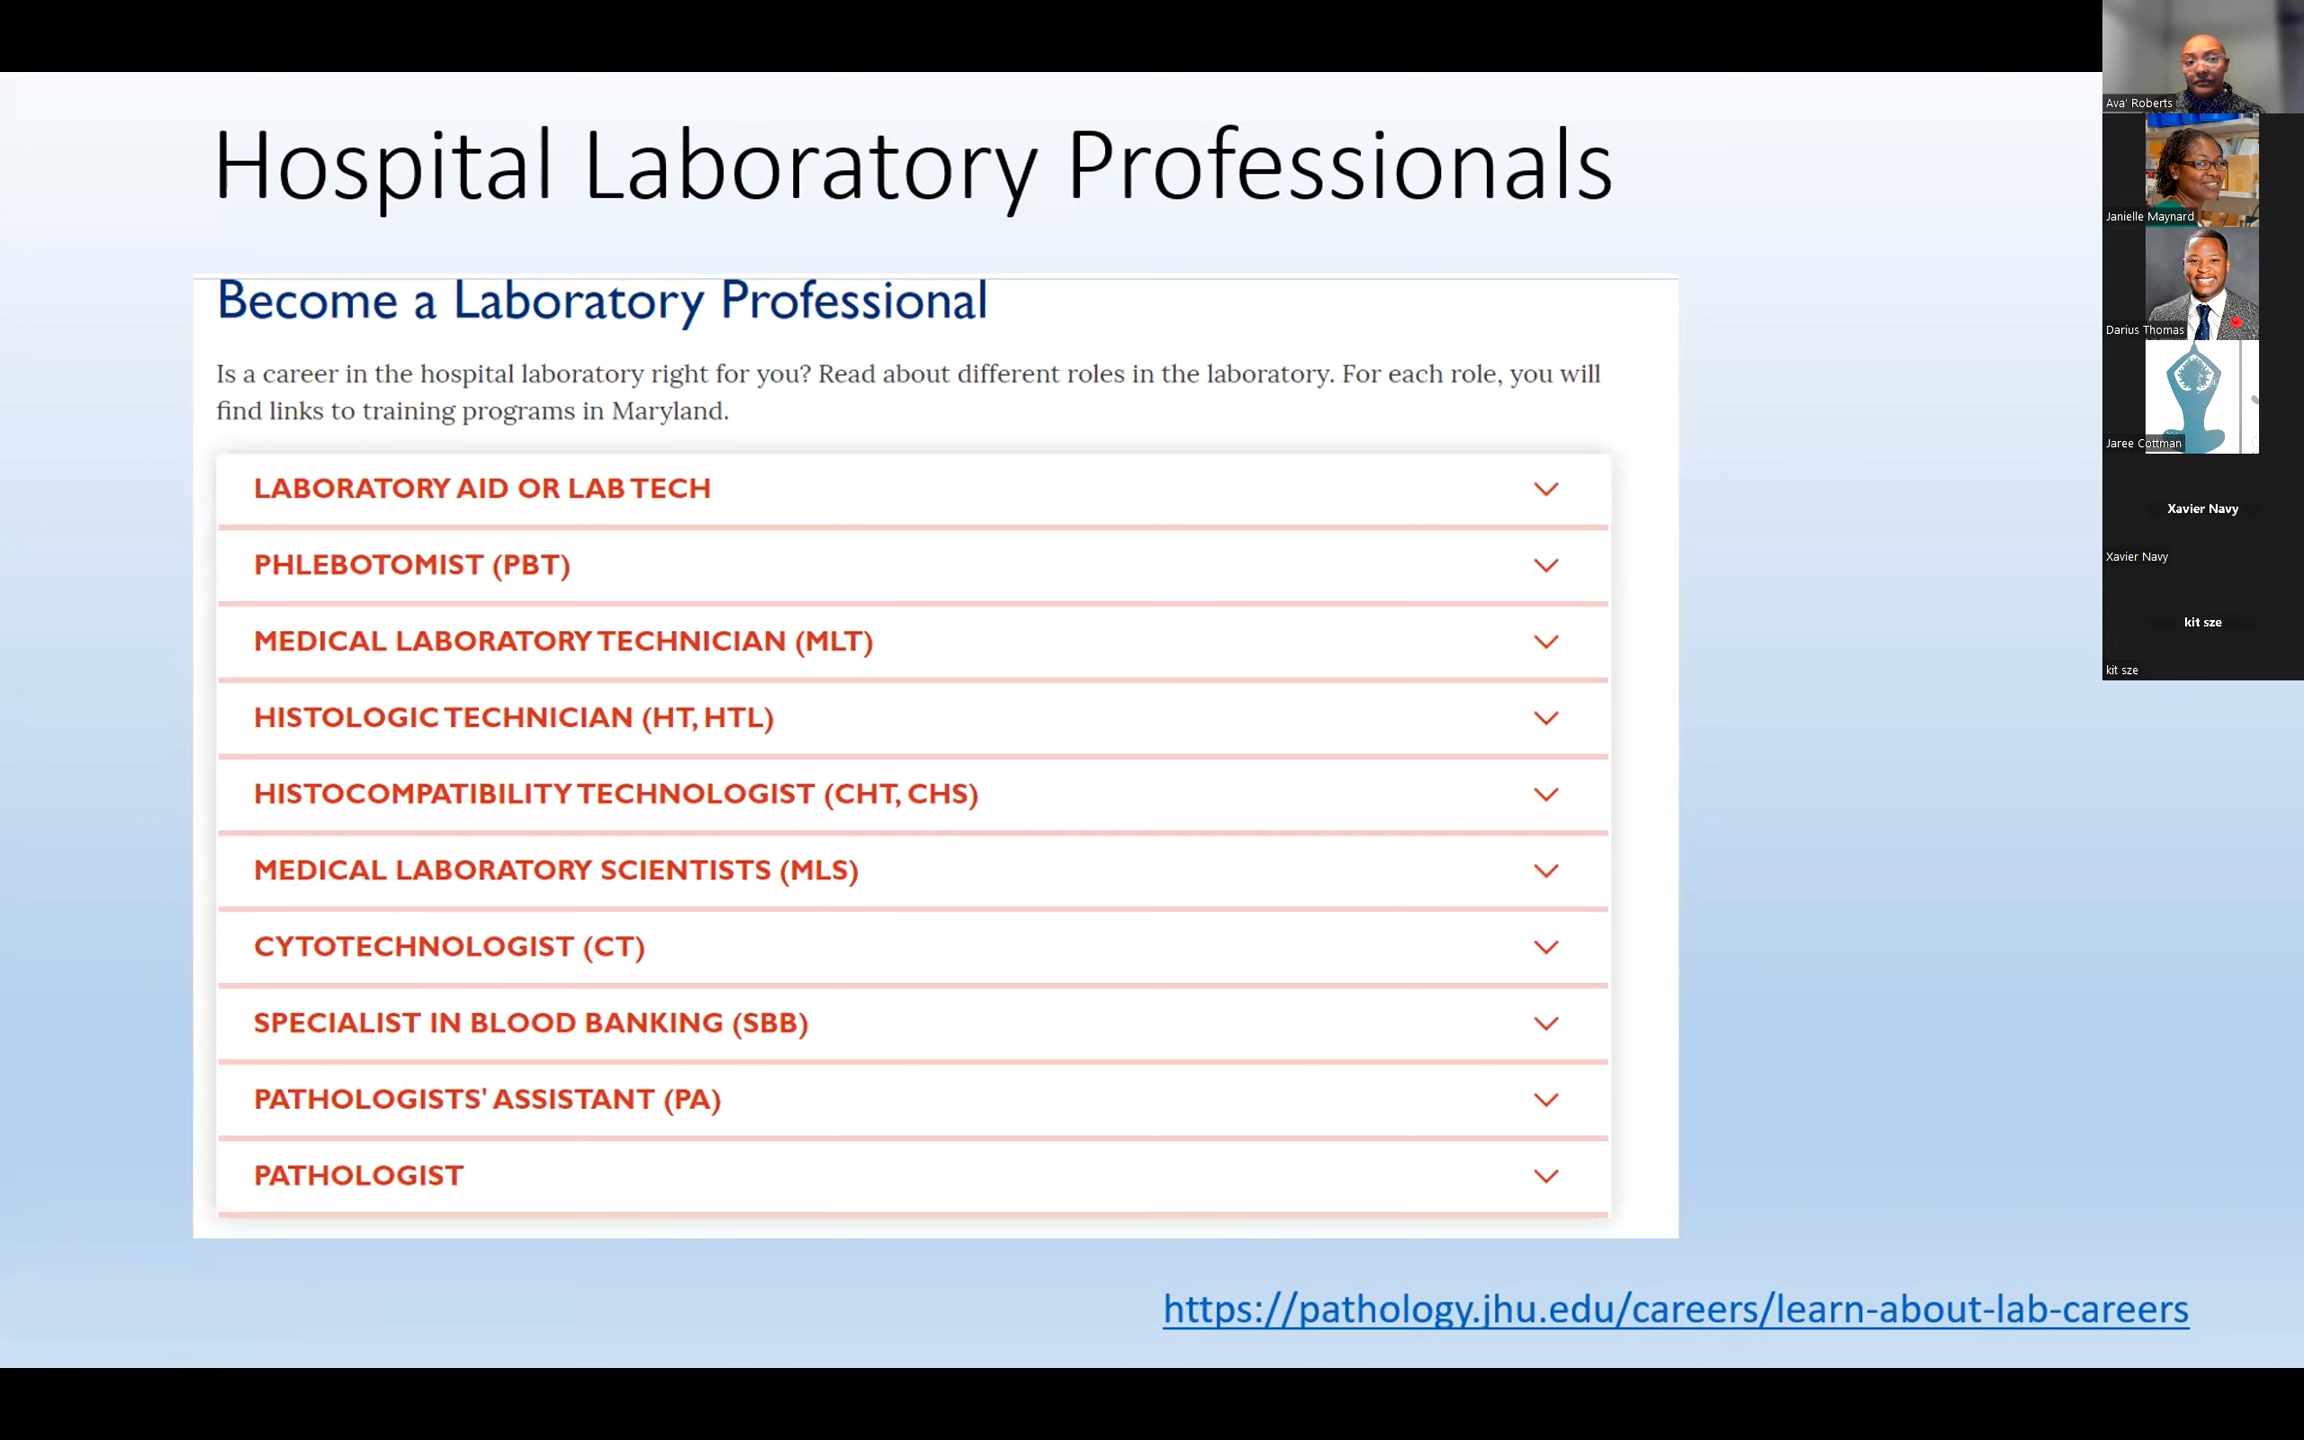 Hospital Laboratory Professionals
Become a Laboratory Professional
Is a career in the hospital laboratory right for you? Read about different roles in the laboratory. For each role, you will
find links to training programs in Maryland.
LABORATORY AID OR LAB TECH
PHLEBOTOMIST (PBT)
MEDICAL LABORATORY TECHNICIAN (MLT)
HISTOLOGIC TECHNICIAN (HT, HTL)
HISTOCOMPATIBILITY TECHNOLOGIST (CHT, CHS)
MEDICAL LABORATORY SCIENTISTS (MLS)
CYTOTECHNOLOGIST (CT)
SPECIALIST IN BLOOD BANKING (SBB)
PATHOLOGISTS' ASSISTANT (PA)
PATHOLOGIST
https://pathology.jhu.edu/careers/learn-about-lab-careers
Ava' Roberts
Janielle Maynard
Darius Thomas
Jaree Cottman
Xavier Navy
Xavier Navy
kit sze
kit sze